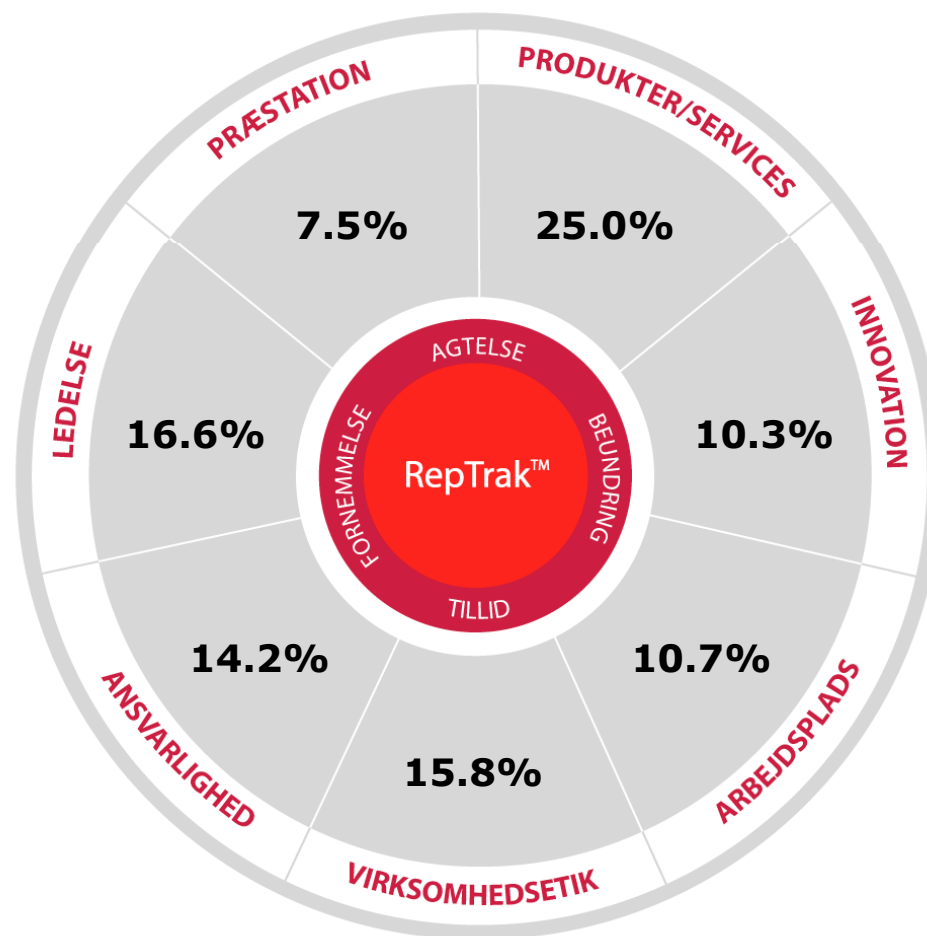 PRÆSTATION
7.5%
PRODUKTER/SERVICES
25.0%
INNOVATION
10.3%
ARBEJDSPLADS
10.7%
VIRKSOMHEDSETIK
15.8%
ANSVARLIGHED
14.2%
LEDELSE
16.6%
AGTELSE
BEUNDRING
TILLID
FORNEMMELSE
RepTrak™